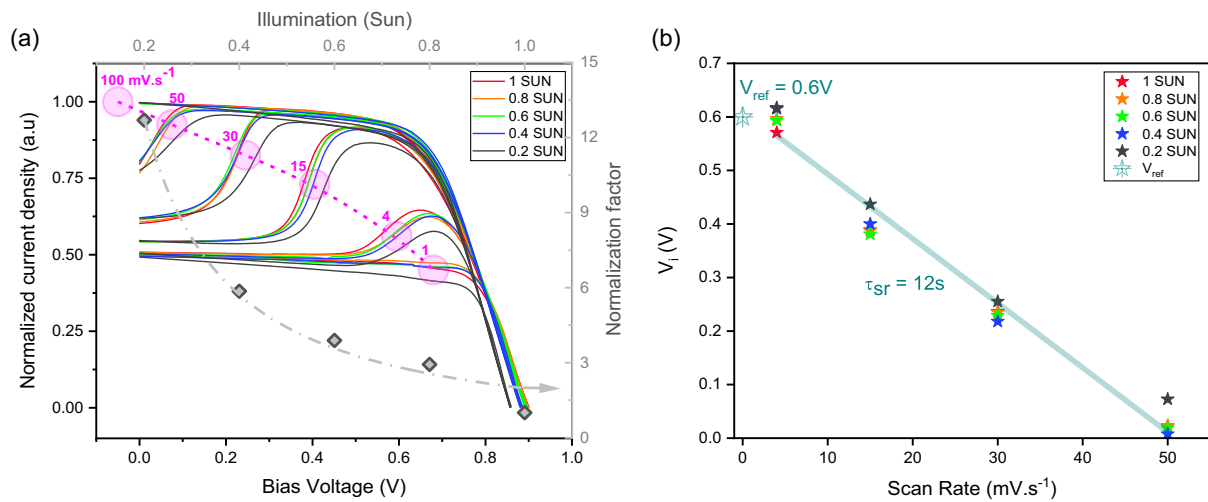 (a)
Illumination (Sun)
0.2 0.4 0.6 0.8 1.0
15
12
9
6
3
0
Normalization factor
1.00
0.75
0.50
0.25
0.00
Normalized current density (a.u)
100 mV.s⁻¹
50
30
15
4
1
1 SUN
0.8 SUN
0.6 SUN
0.4 SUN
0.2 SUN
0.0 0.2 0.4 0.6 0.8 1.0
Bias Voltage (V)
(b)
0.7
0.6
0.5
0.4
0.3
0.2
0.1
0.0
Vᵢ (V)
V_ref = 0.6V
τ_sr = 12s
1 SUN
0.8 SUN
0.6 SUN
0.4 SUN
0.2 SUN
V_ref
0 10 20 30 40 50
Scan Rate (mV.s⁻¹)